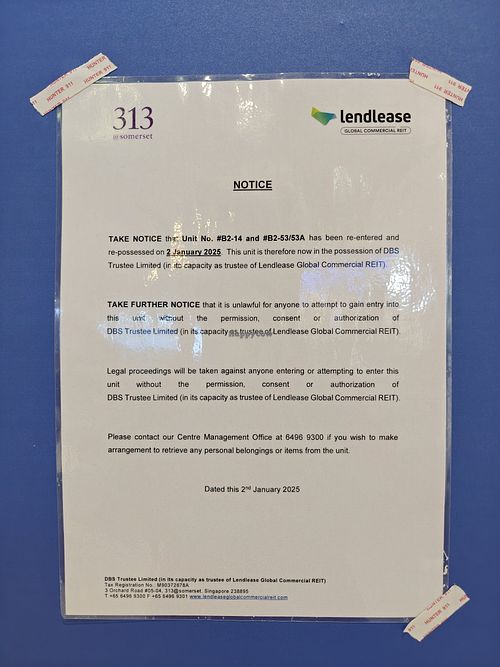 HUNTER 911 HUNTER 911
HUNTER 911
313
@somerset
lendlease
GLOBAL COMMERCIAL REIT
NOTICE
TAKE NOTICE that Unit No. #B2-14 and #B2-53/53A has been re-entered and
re-possessed on 2 January 2025. This unit is therefore now in the possession of DBS
Trustee Limited (in its capacity as trustee of Lendlease Global Commercial REIT).
TAKE FURTHER NOTICE that it is unlawful for anyone to attempt to gain entry into
this unit without the permission, consent or authorization of
DBS Trustee Limited (in its capacity as trustee of Lendlease Global Commercial REIT).
happycow
Legal proceedings will be taken against anyone entering or attempting to enter this
unit without the permission, consent or authorization of
DBS Trustee Limited (in its capacity as trustee of Lendlease Global Commercial REIT).
Please contact our Centre Management Office at 6496 9300 if you wish to make
arrangement to retrieve any personal belongings or items from the unit.
Dated this 2nd January 2025
DBS Trustee Limited (in its capacity as trustee of Lendlease Global Commercial REIT)
Tax Registration No.: M90372678A
3 Orchard Road #05-0A, 313@somerset, Singapore 238895
T +65 6496 9300 F +65 6496 9301 www.lendleaseglobalcommercialreit.com
HUNTER 911